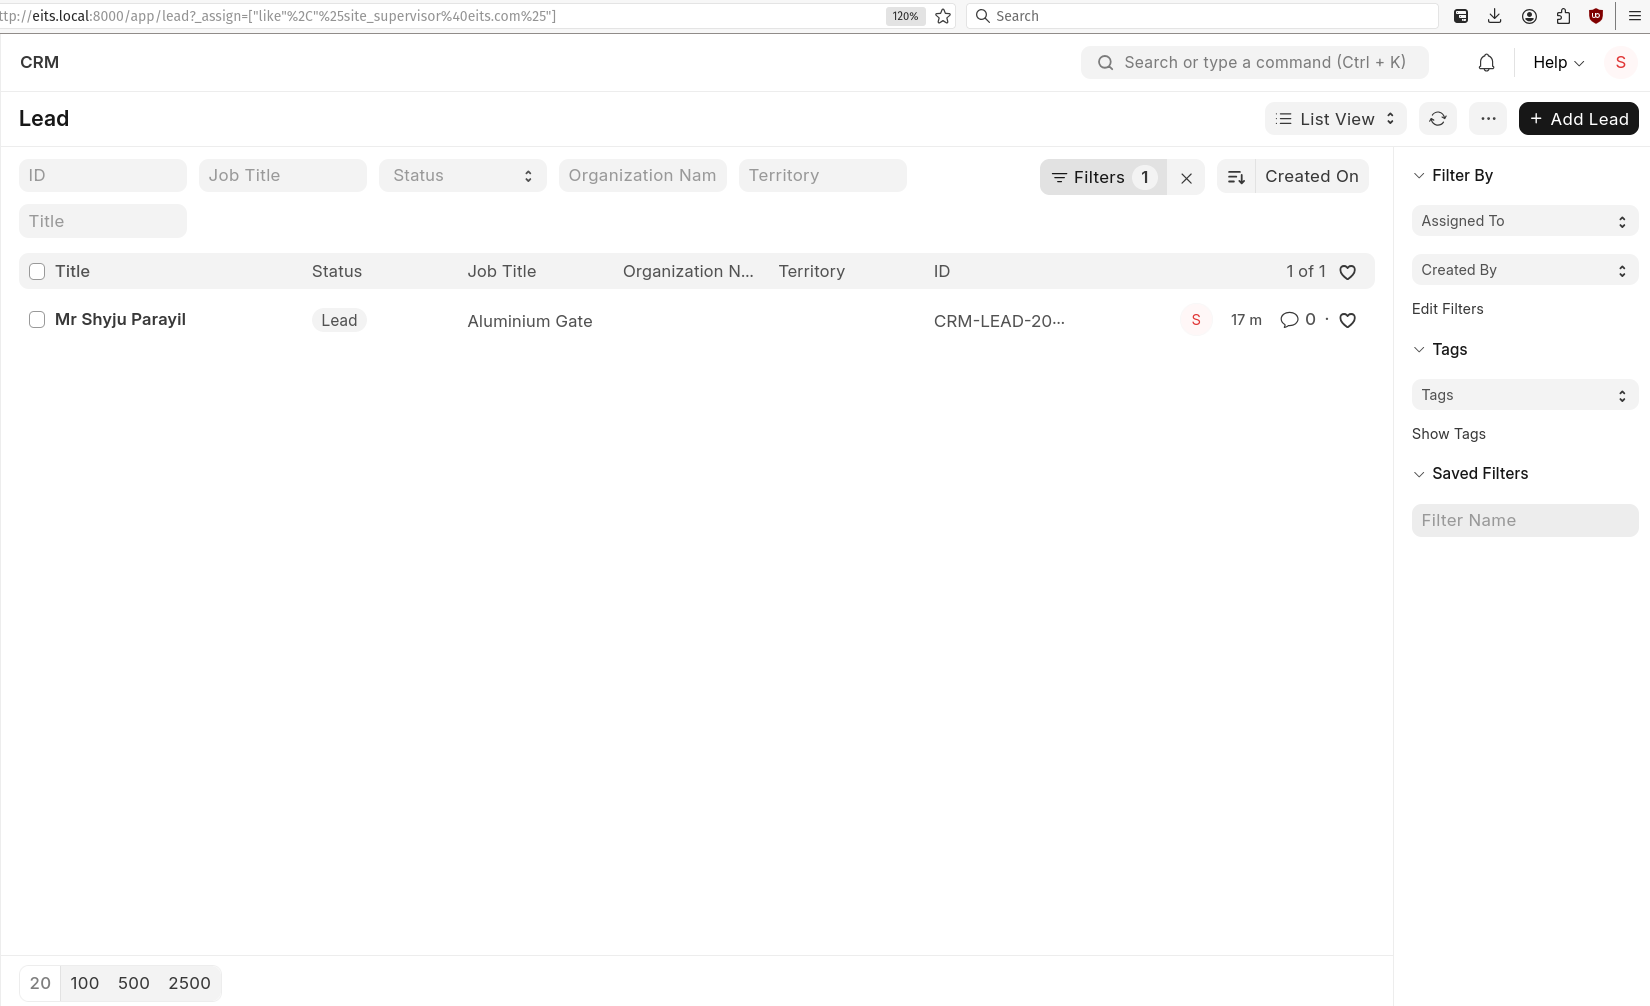 ttp://eits.local:8000/app/lead?_assign=["like"%2C"%25site_supervisor%40eits.com%25"]
120%
Search
CRM
Search or type a command (Ctrl + K)
Help
S
Lead
List View
···
+ Add Lead
ID
Job Title
Status
Organization Nam
Territory
Filters 1
Created On
Title
Title
Status
Job Title
Organization N...
Territory
ID
1 of 1
Mr Shyju Parayil
Lead
Aluminium Gate
CRM-LEAD-20···
S
17 m
0 ·
Filter By
Assigned To
Created By
Edit Filters
Tags
Tags
Show Tags
Saved Filters
Filter Name
20 100 500 2500